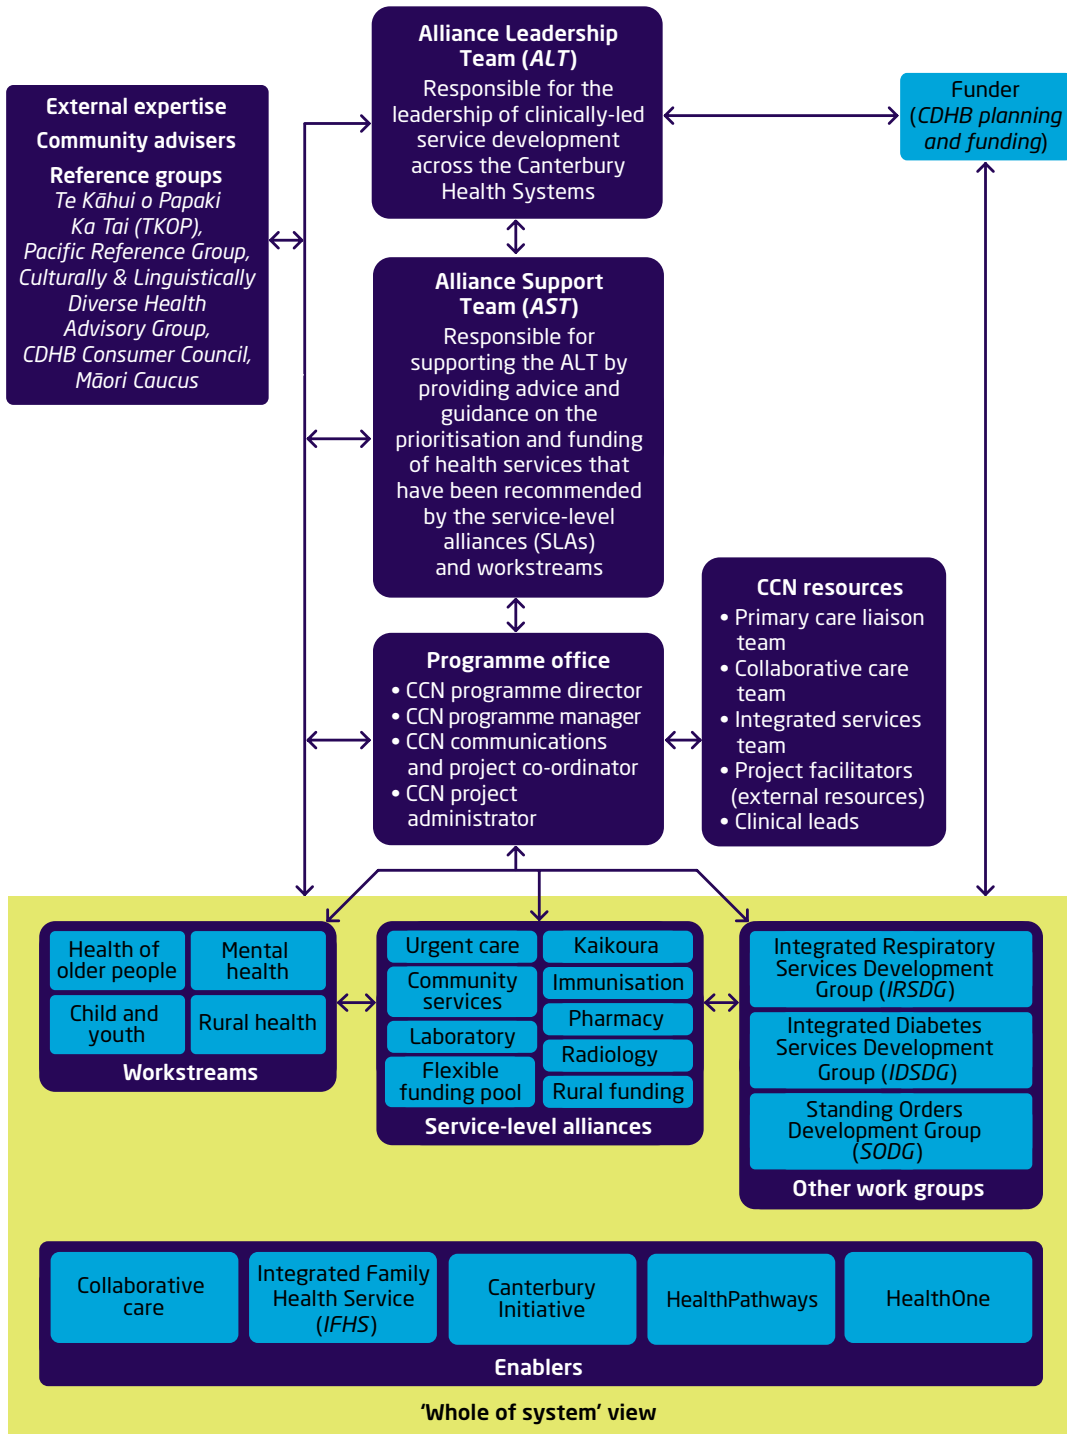 Alliance Leadership
Team (ALT)
Responsible for the
leadership of clinically-led
service development
across the Canterbury
Health Systems
Funder
(CDHB planning
and funding)
External expertise
Community advisers
Reference groups
Te Kāhui o Papaki
Ka Tai (TKOP),
Pacific Reference Group,
Culturally & Linguistically
Diverse Health
Advisory Group,
CDHB Consumer Council,
Māori Caucus
Alliance Support
Team (AST)
Responsible for
supporting the ALT by
providing advice and
guidance on the
prioritisation and funding
of health services that
have been recommended
by the service-level
alliances (SLAs)
and workstreams
Programme office
• CCN programme director
• CCN programme manager
• CCN communications
and project co-ordinator
• CCN project
administrator
CCN resources
• Primary care liaison
team
• Collaborative care
team
• Integrated services
team
• Project facilitators
(external resources)
• Clinical leads
Health of
older people
Mental
health
Child and
youth
Rural health
Workstreams
Urgent care
Community
services
Laboratory
Flexible
funding pool
Kaikoura
Immunisation
Pharmacy
Radiology
Rural funding
Service-level alliances
Integrated Respiratory
Services Development
Group (IRSDG)
Integrated Diabetes
Services Development
Group (IDSDG)
Standing Orders
Development Group
(SODG)
Other work groups
Collaborative
care
Integrated Family
Health Service
(IFHS)
Canterbury
Initiative
HealthPathways
HealthOne
Enablers
‘Whole of system’ view